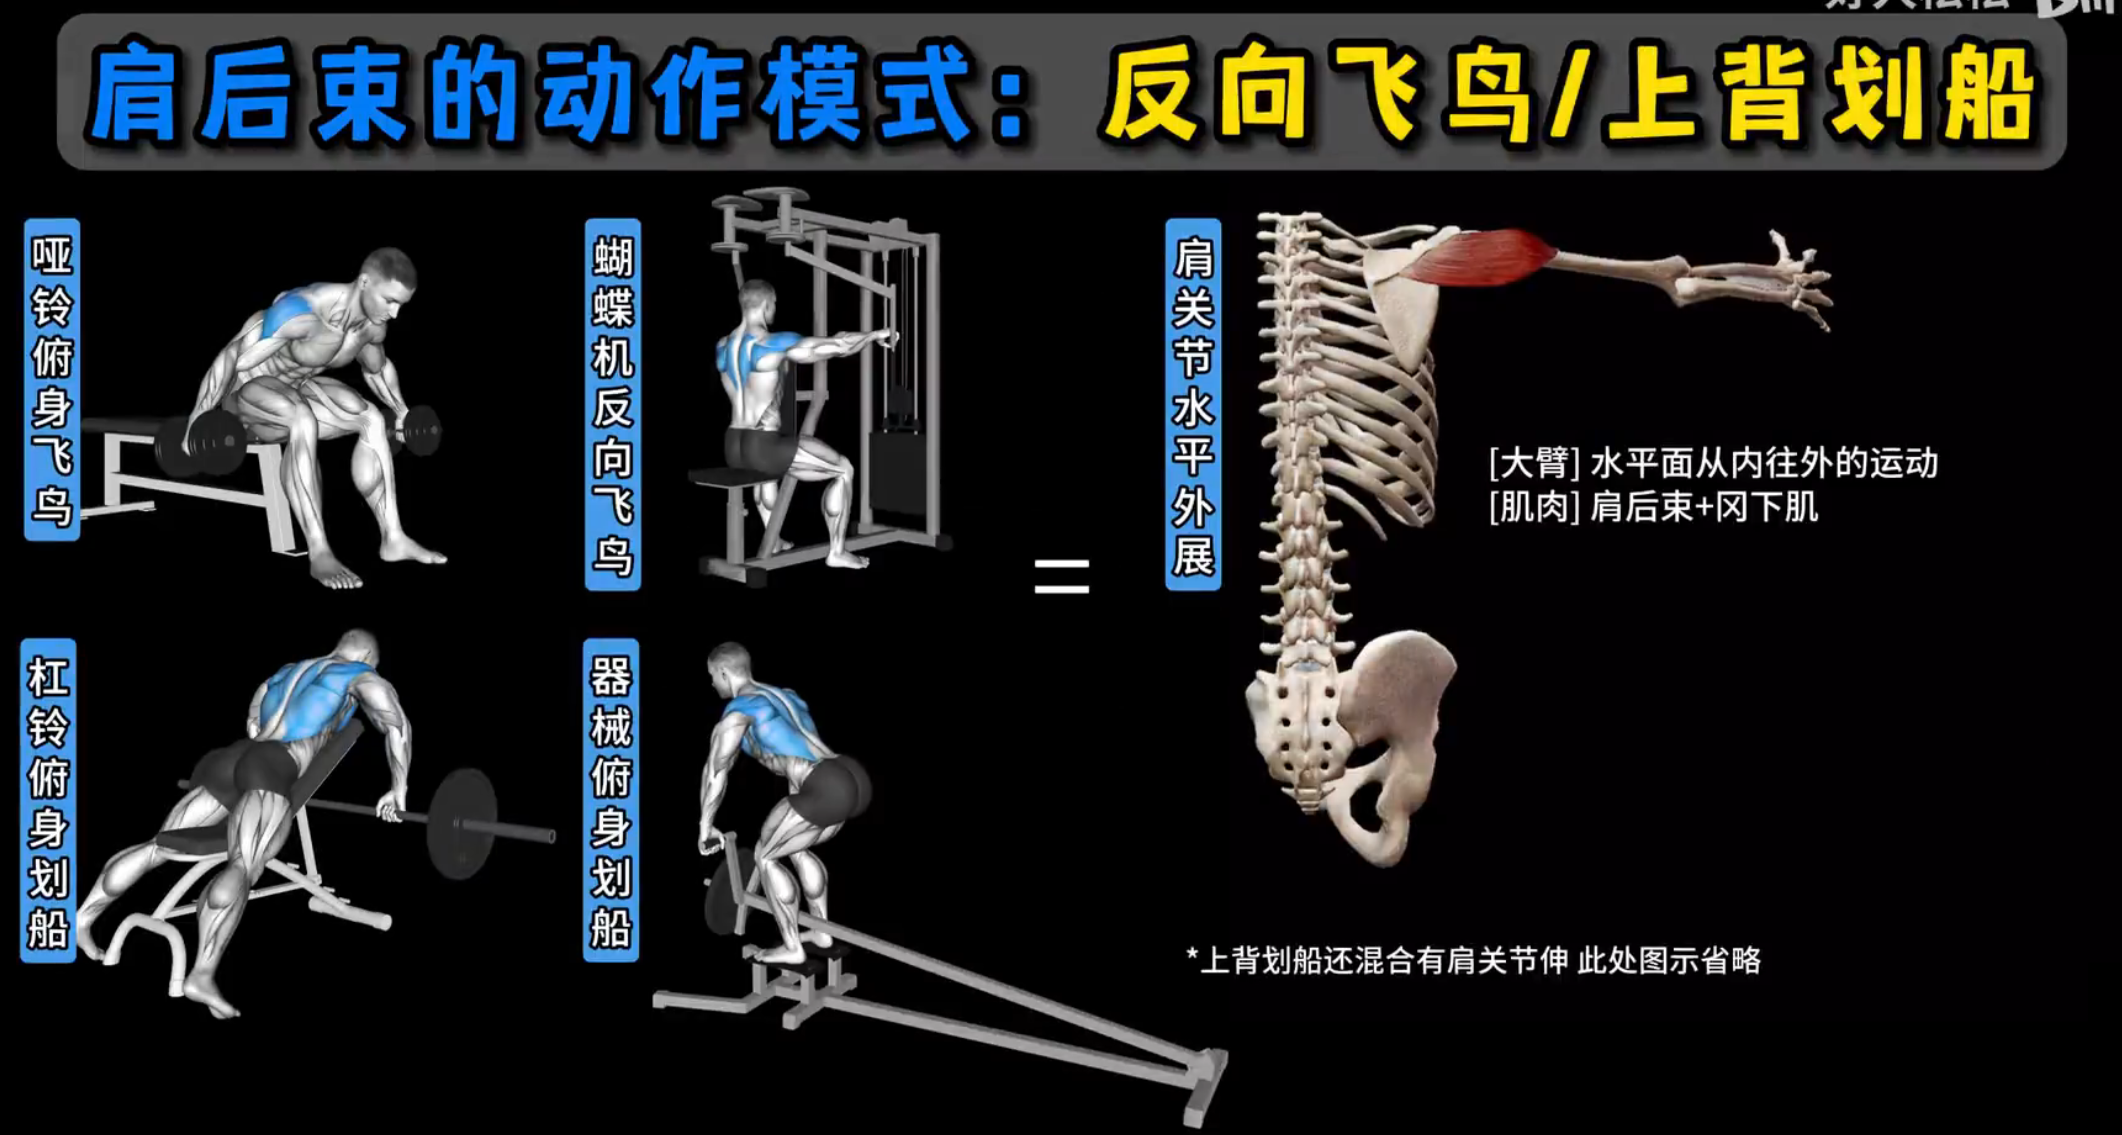 肩后束的动作模式：反向飞鸟/上背划船
哑铃俯身飞鸟
蝴蝶机反向飞鸟
肩关节水平外展
[大臂] 水平面从内往外的运动
[肌肉] 肩后束+冈下肌
=
杠铃俯身划船
器械俯身划船
*上背划船还混合有肩关节伸 此处图示省略